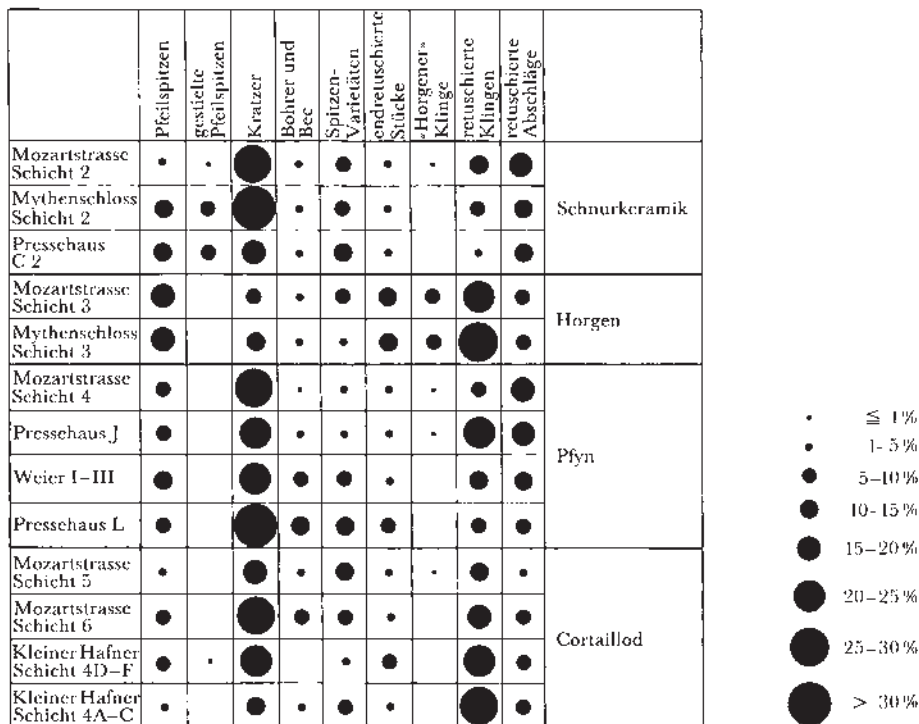 Pfeilspitzen
gestielte
Pfeilspitzen
Kratzer
Bohrer und
Bec
Spitzen-
Varietäten
endretuschierte
Stücke
«Horgener»
Klinge
retuschierte
Klingen
retuschierte
Abschläge
Mozartstrasse
Schicht 2
Mythenschloss
Schicht 2
Pressehaus
C 2
Schnurkeramik
Mozartstrasse
Schicht 3
Mythenschloss
Schicht 3
Horgen
Mozartstrasse
Schicht 4
Pressehaus J
Weier I–III
Pressehaus L
Pfyn
Mozartstrasse
Schicht 5
Mozartstrasse
Schicht 6
Kleiner Hafner
Schicht 4D–F
Kleiner Hafner
Schicht 4A–C
Cortaillod
≦ 1%
1- 5%
5–10%
10-15%
15–20%
20–25%
25–30%
> 30%